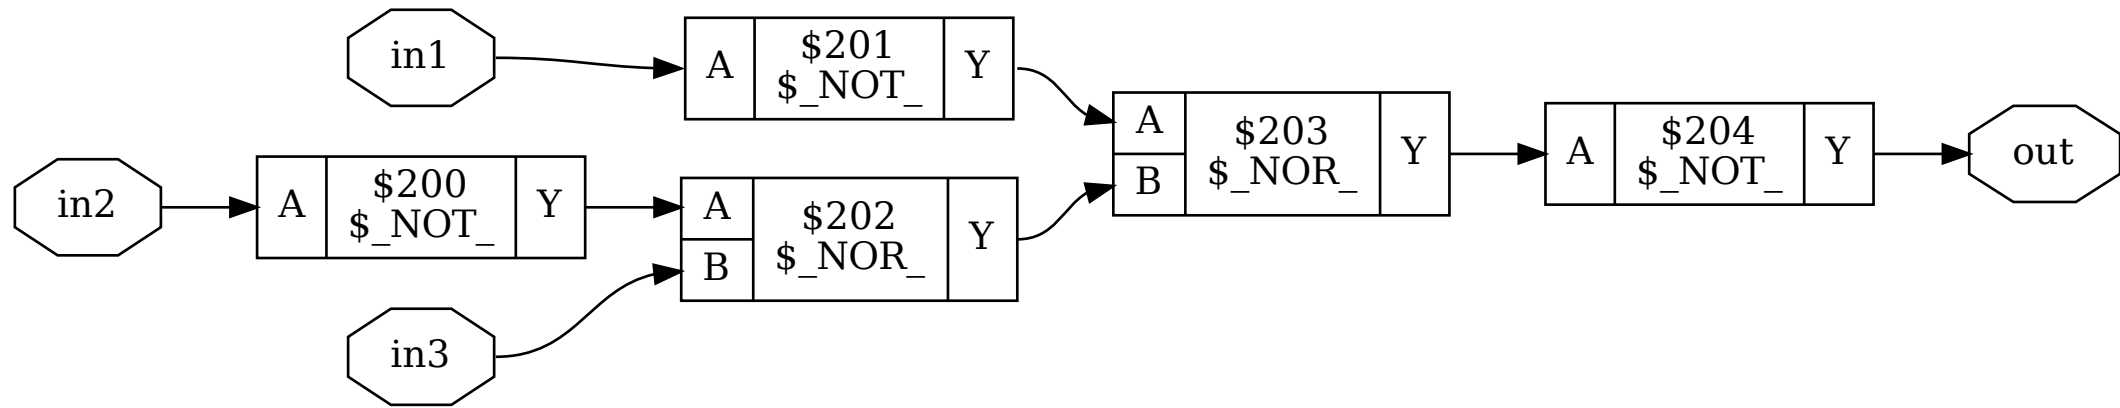 in1
A
$201
$_NOT_
Y
in2
A
$200
$_NOT_
Y
in3
A
B
$202
$_NOR_
Y
A
B
$203
$_NOR_
Y
A
$204
$_NOT_
Y
out